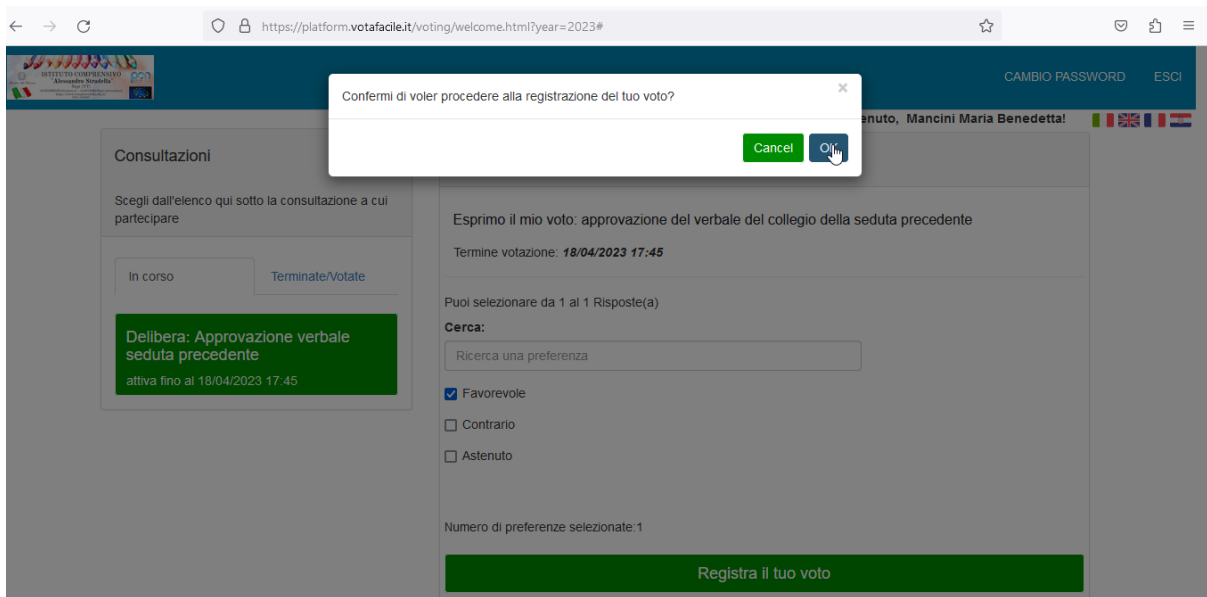 https://platform.votafacile.it/voting/welcome.html?year=2023#
ISTITUTO COMPRENSIVO
"Alessandro Stradella"
CAMBIO PASSWORD ESCI
Confermi di voler procedere alla registrazione del tuo voto? ×
enuto, Mancini Maria Benedetta!
Cancel OK
Consultazioni
Scegli dall'elenco qui sotto la consultazione a cui
partecipare
In corso Terminate/Votate
Delibera: Approvazione verbale
seduta precedente
attiva fino al 18/04/2023 17:45
Esprimo il mio voto: approvazione del verbale del collegio della seduta precedente
Termine votazione: 18/04/2023 17:45
Puoi selezionare da 1 al 1 Risposte(a)
Cerca:
Ricerca una preferenza
Favorevole
Contrario
Astenuto
Numero di preferenze selezionate:1
Registra il tuo voto